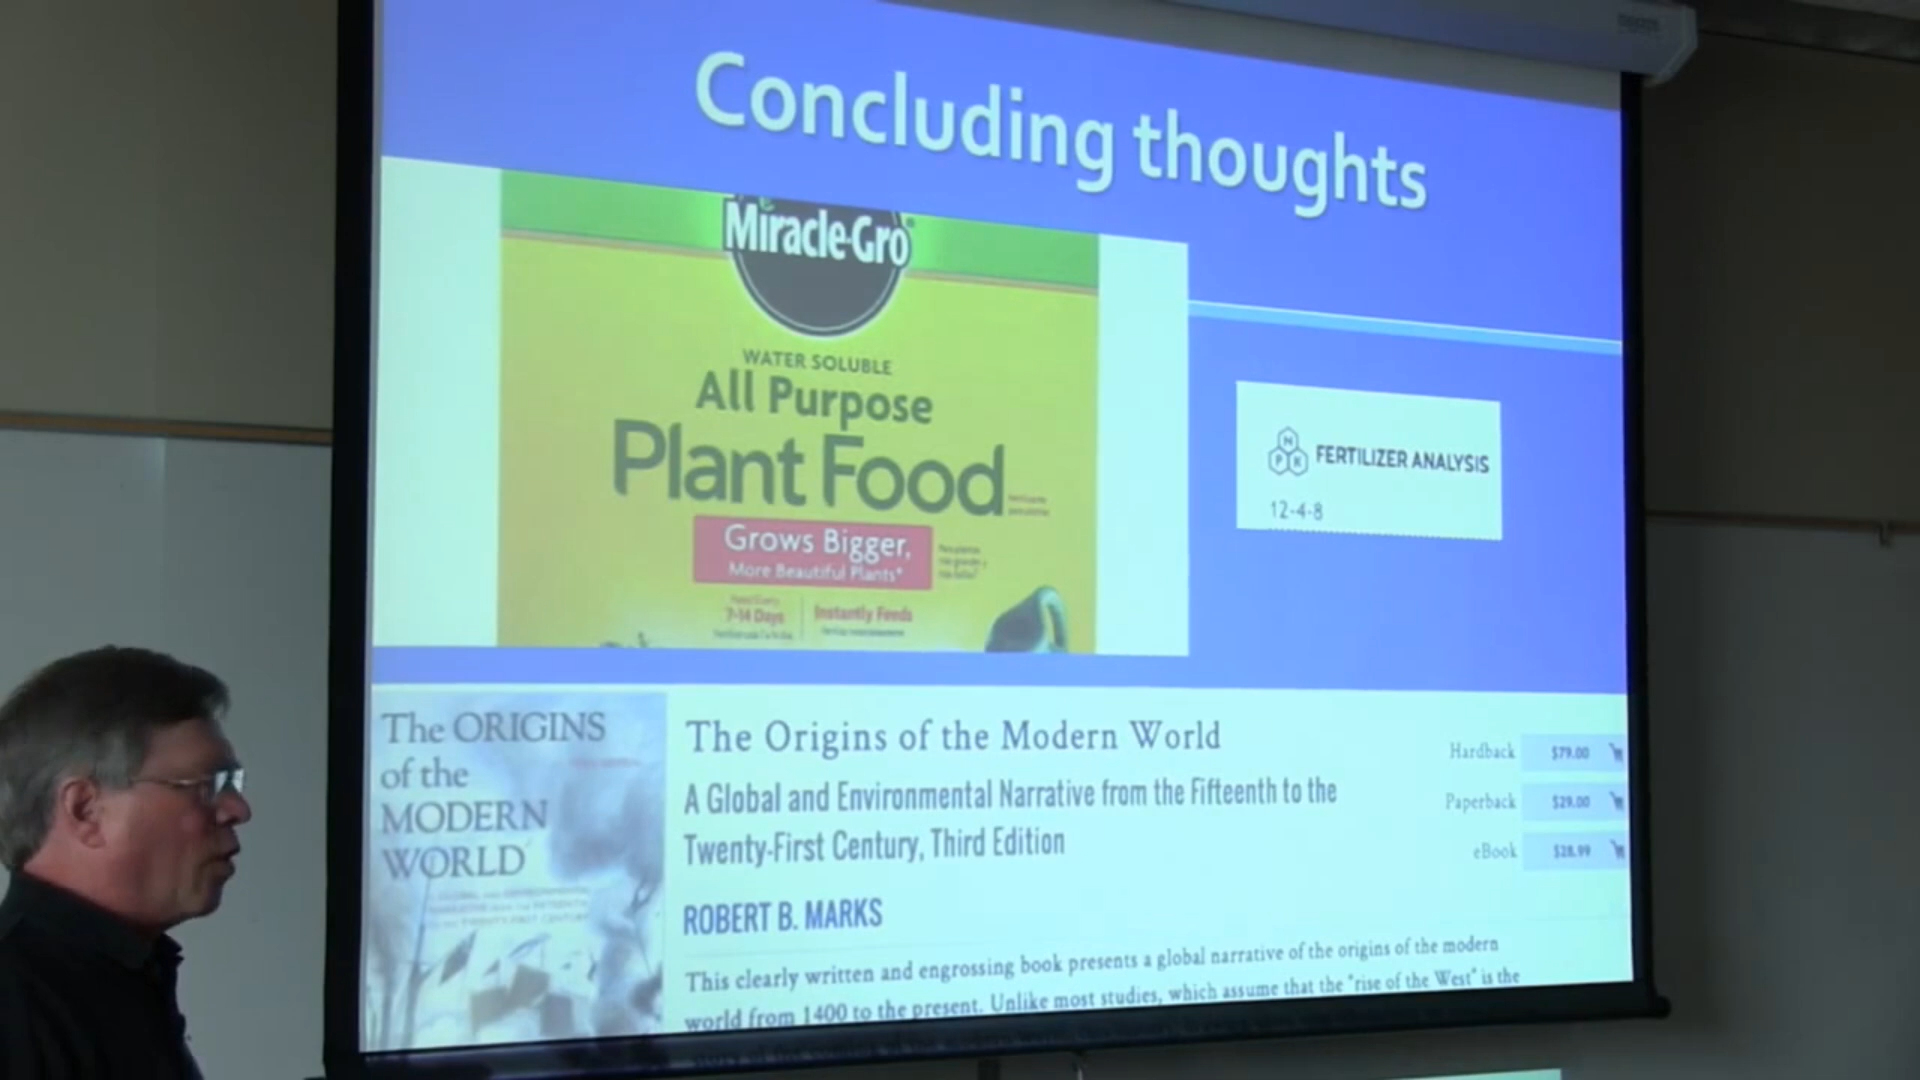 Concluding thoughts
Miracle-Gro
WATER SOLUBLE
All Purpose
Plant Food
Grows Bigger,
More Beautiful Plants*
7-14 Days
Instantly Feeds
N
P K
FERTILIZER ANALYSIS
12-4-8
The ORIGINS
of the
MODERN
WORLD
The Origins of the Modern World
A Global and Environmental Narrative from the Fifteenth to the
Twenty-First Century, Third Edition
ROBERT B. MARKS
Hardback $79.00
Paperback $29.00
eBook $28.99
This clearly written and engrossing book presents a global narrative of the origins of the modern
world from 1400 to the present. Unlike most studies, which assume that the "rise of the West" is the